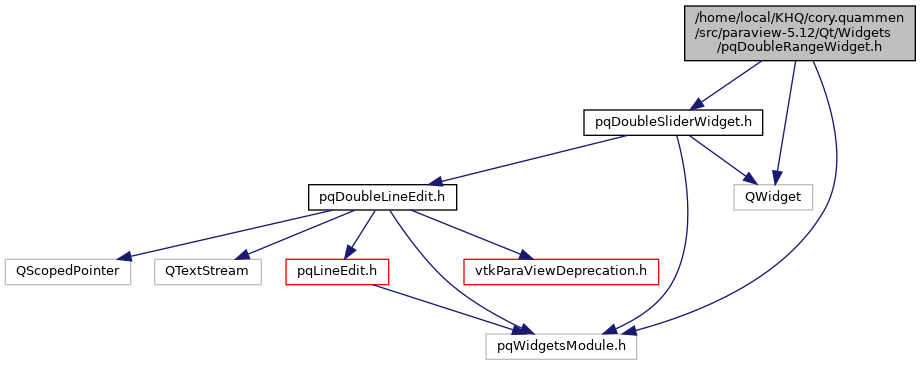 /home/local/KHQ/cory.quammen
/src/paraview-5.12/Qt/Widgets
/pqDoubleRangeWidget.h
pqDoubleSliderWidget.h
pqDoubleLineEdit.h
QWidget
QScopedPointer
QTextStream
pqLineEdit.h
vtkParaViewDeprecation.h
pqWidgetsModule.h